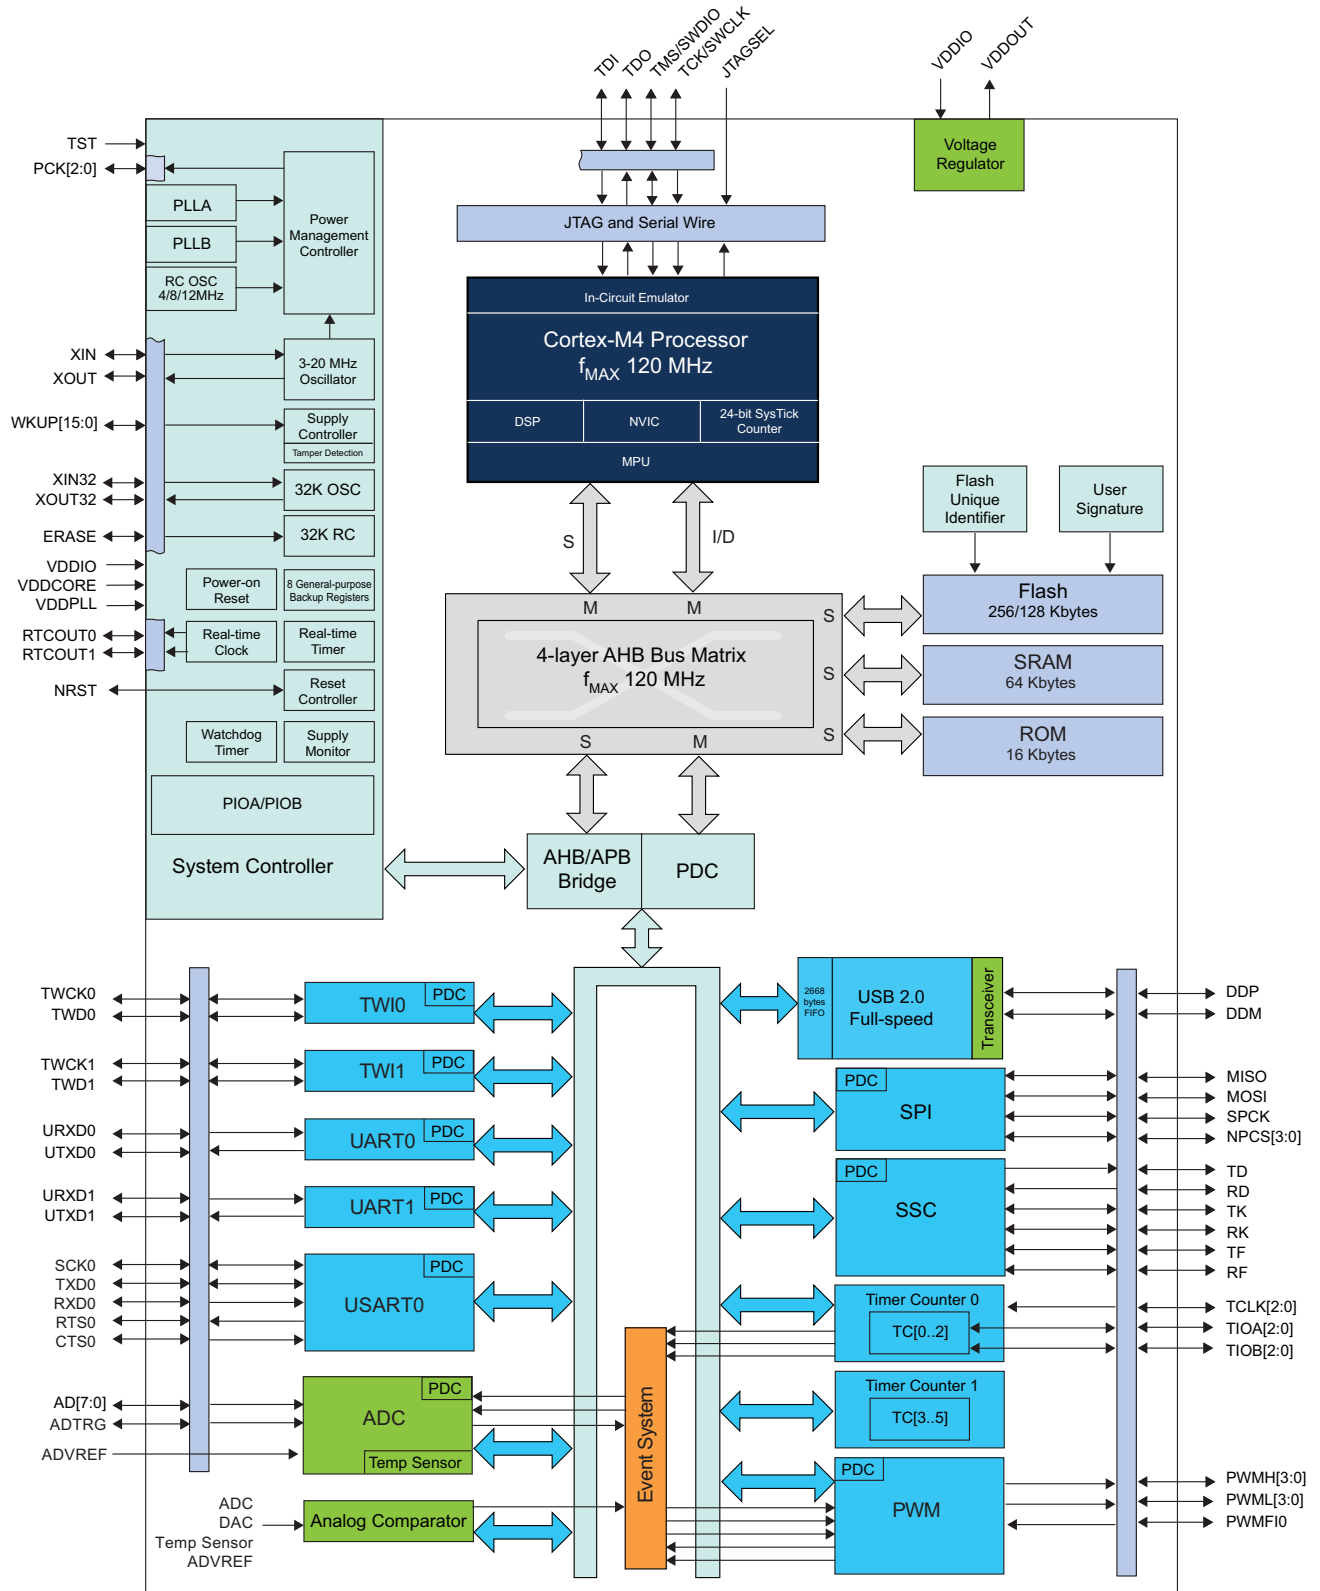 TDI
TDO
TMS/SWDIO
TCK/SWCLK
JTAGSEL
VDDIO
VDDOUT
Voltage
Regulator
TST
PCK[2:0]
PLLA
PLLB
RC OSC
4/8/12MHz
Power
Management
Controller
XIN
XOUT
3-20 MHz
Oscillator
WKUP[15:0]
Supply
Controller
Tamper Detection
XIN32
XOUT32
32K OSC
ERASE
32K RC
VDDIO
VDDCORE
VDDPLL
Power-on
Reset
8 General-purpose
Backup Registers
RTCOUT0
RTCOUT1
Real-time
Clock
Real-time
Timer
NRST
Reset
Controller
Watchdog
Timer
Supply
Monitor
PIOA/PIOB
System Controller
JTAG and Serial Wire
In-Circuit Emulator
Cortex-M4 Processor
fMAX 120 MHz
DSP
NVIC
24-bit SysTick
Counter
MPU
S
I/D
M
M
4-layer AHB Bus Matrix
fMAX 120 MHz
S
M
S
S
S
Flash
Unique
Identifier
User
Signature
Flash
256/128 Kbytes
SRAM
64 Kbytes
ROM
16 Kbytes
AHB/APB
Bridge
PDC
TWCK0
TWD0
TWI0
PDC
TWCK1
TWD1
TWI1
PDC
URXD0
UTXD0
UART0
PDC
URXD1
UTXD1
UART1
PDC
SCK0
TXD0
RXD0
RTS0
CTS0
USART0
PDC
AD[7:0]
ADTRG
ADVREF
ADC
PDC
Temp Sensor
ADC
DAC
Temp Sensor
ADVREF
Analog Comparator
Event System
2668
bytes
FIFO
USB 2.0
Full-speed
Transceiver
DDP
DDM
PDC
SPI
MISO
MOSI
SPCK
NPCS[3:0]
PDC
SSC
TD
RD
TK
RK
TF
RF
Timer Counter 0
TC[0..2]
TCLK[2:0]
TIOA[2:0]
TIOB[2:0]
Timer Counter 1
TC[3..5]
PDC
PWM
PWMH[3:0]
PWML[3:0]
PWMFI0